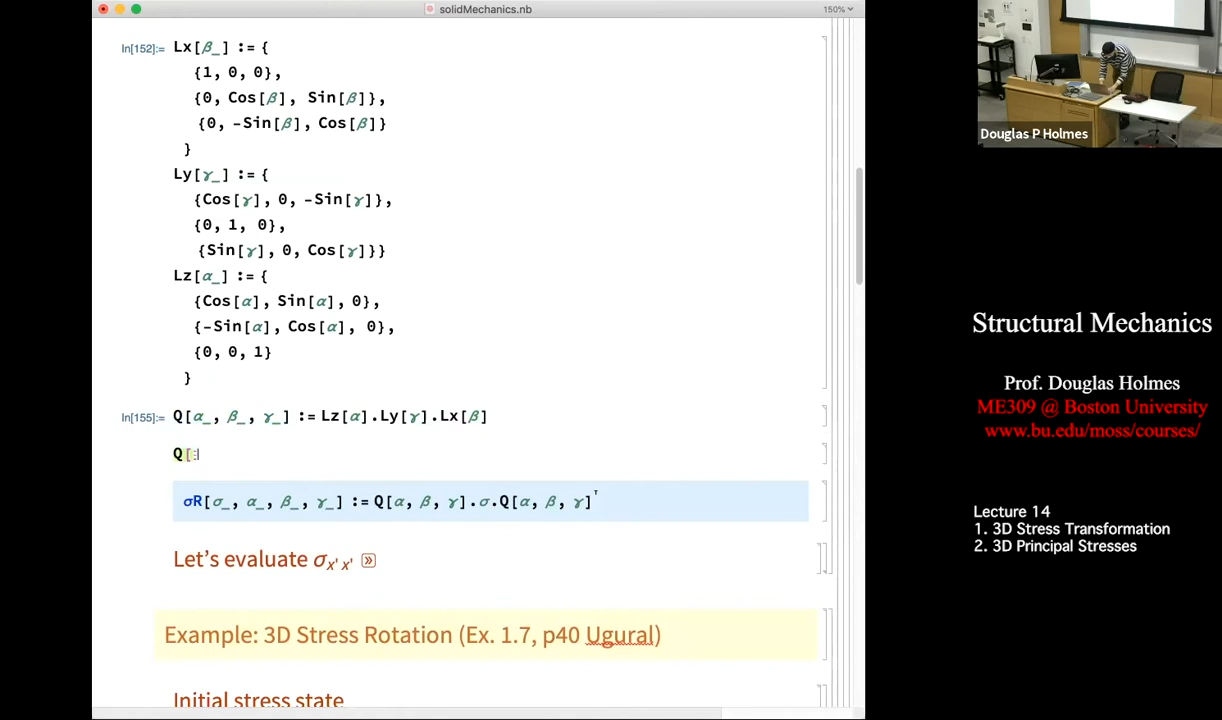 solidMechanics.nb
150%
In[152]:= Lx[β_] := {
{1, 0, 0},
{0, Cos[β], Sin[β]},
{0, -Sin[β], Cos[β]}
}
Ly[γ_] := {
{Cos[γ], 0, -Sin[γ]},
{0, 1, 0},
{Sin[γ], 0, Cos[γ]}}
Lz[α_] := {
{Cos[α], Sin[α], 0},
{-Sin[α], Cos[α], 0},
{0, 0, 1}
}
In[155]:= Q[α_, β_, γ_] := Lz[α].Ly[γ].Lx[β]
Q[
σR[σ_, α_, β_, γ_] := Q[α, β, γ].σ.Q[α, β, γ]ᵀ
Let's evaluate σx'x'
Example: 3D Stress Rotation (Ex. 1.7, p40 Ugural)
Initial stress state
Douglas P Holmes
Structural Mechanics
Prof. Douglas Holmes
ME309 @ Boston University
www.bu.edu/moss/courses/
Lecture 14
1. 3D Stress Transformation
2. 3D Principal Stresses